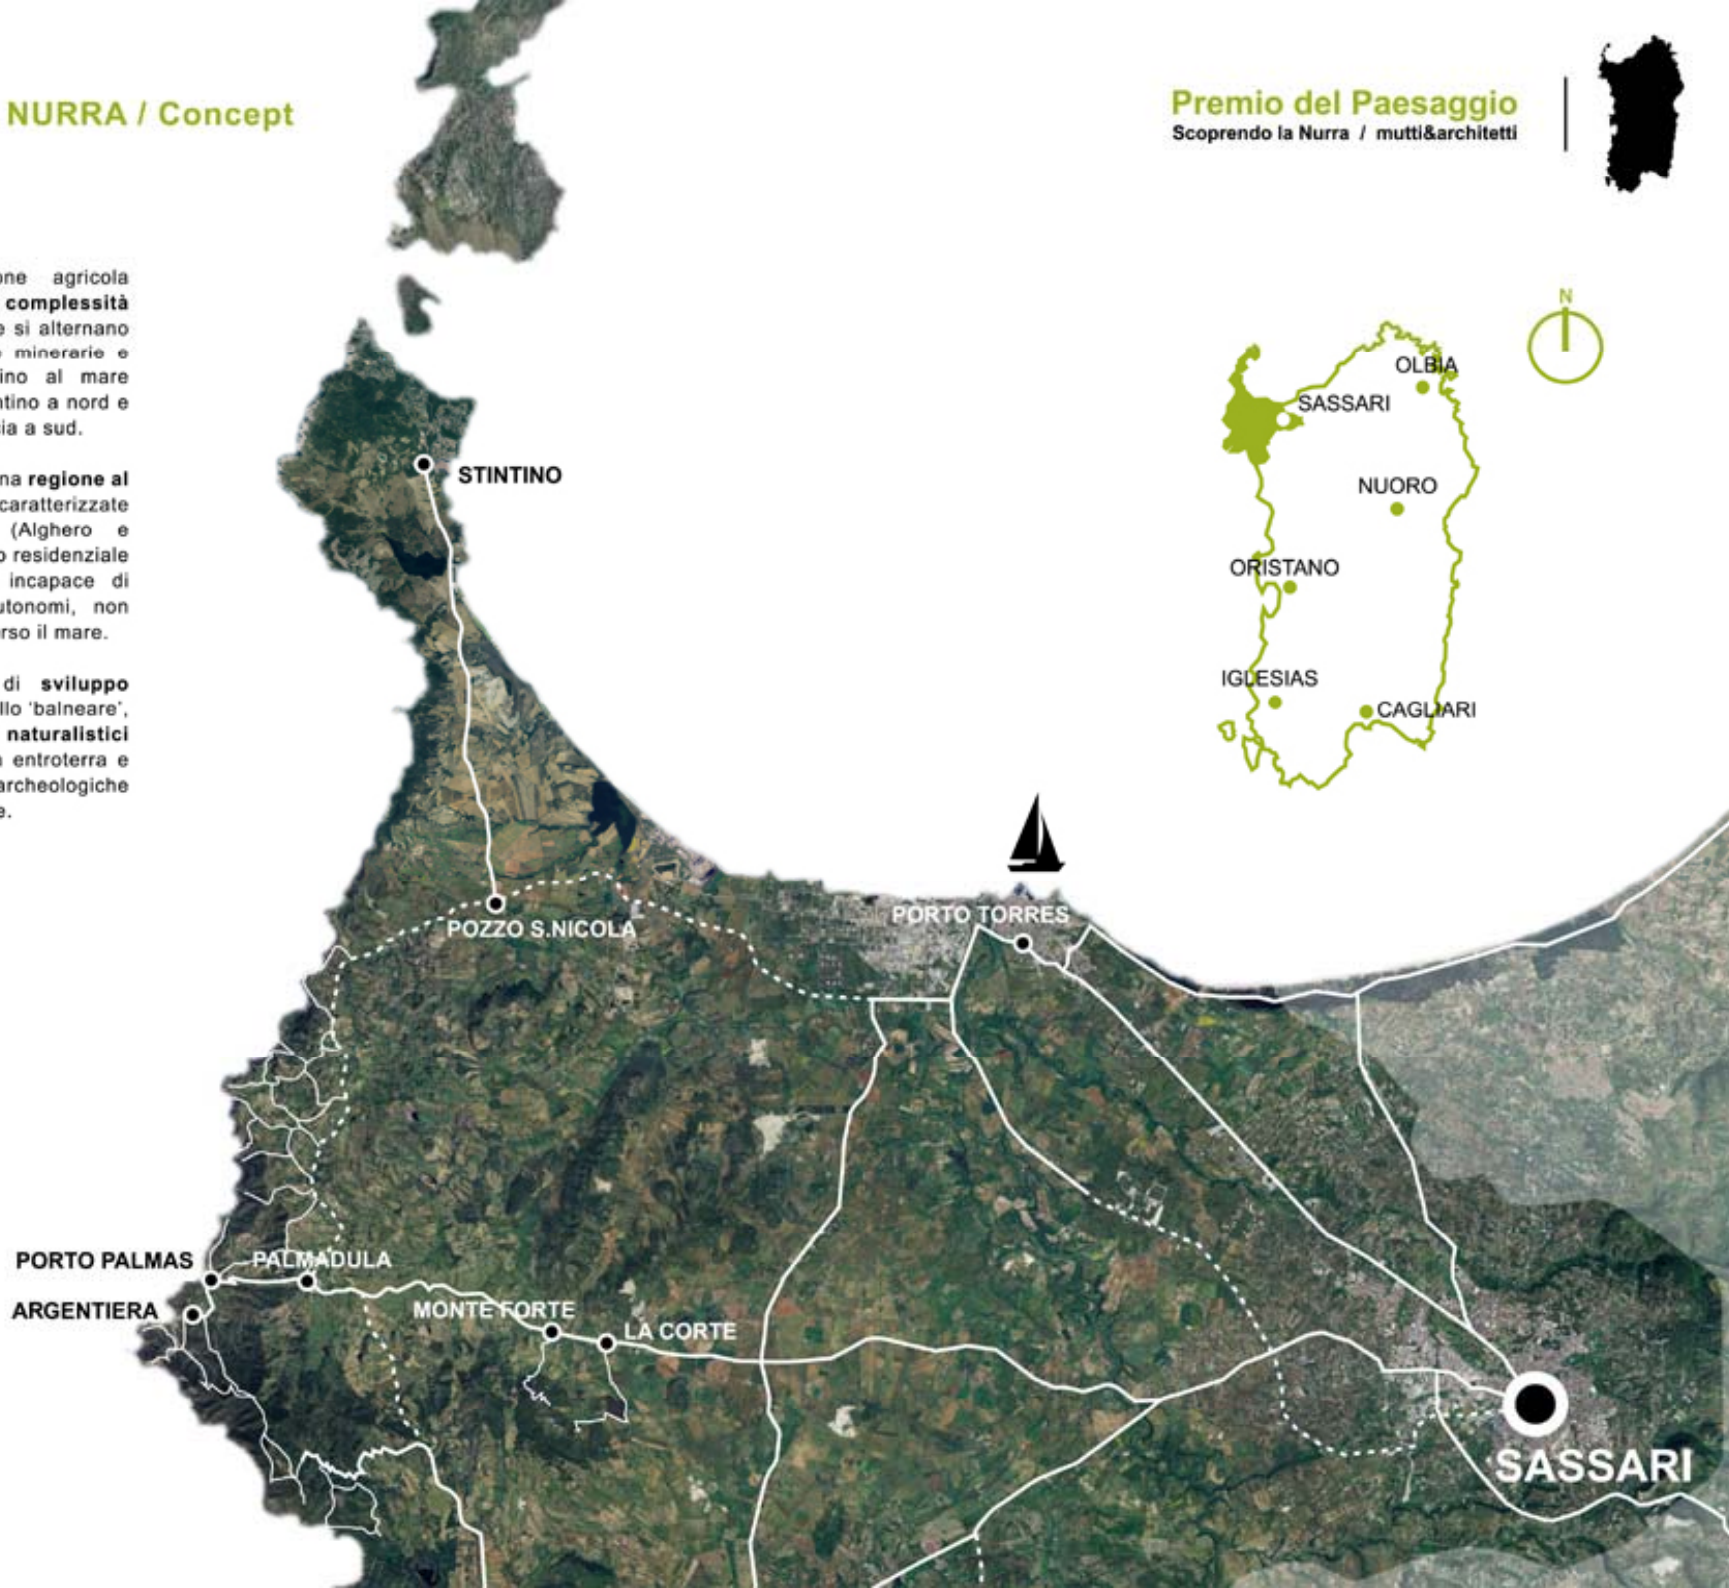 NURRA / Concept
Premio del Paesaggio
Scoprendo la Nurra / mutti&architetti
agricola
complessità
si alternano
minerarie e
al mare
a nord e
a sud.
regione al
caratterizzate
(Alghero e
residenziale
incapace di
non
il mare.
di sviluppo
'balneare',
naturalistici
entroterra e
archeologiche
N
OLBIA
SASSARI
NUORO
ORISTANO
IGLESIAS
CAGLIARI
STINTINO
PORTO TORRES
POZZO S.NICOLA
PORTO PALMAS
PALMADULA
ARGENTIERA
MONTE FORTE
LA CORTE
SASSARI